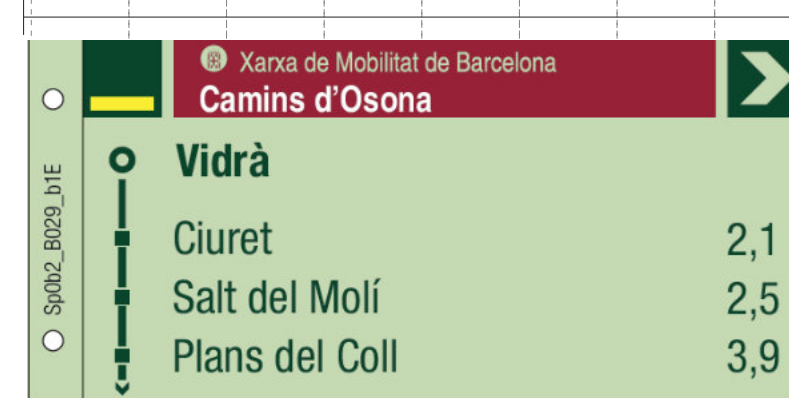 Xarxa de Mobilitat de Barcelona
Camins d'Osona
Sp0b2_B029_b1E
Vidrà
Ciuret 2,1
Salt del Molí 2,5
Plans del Coll 3,9